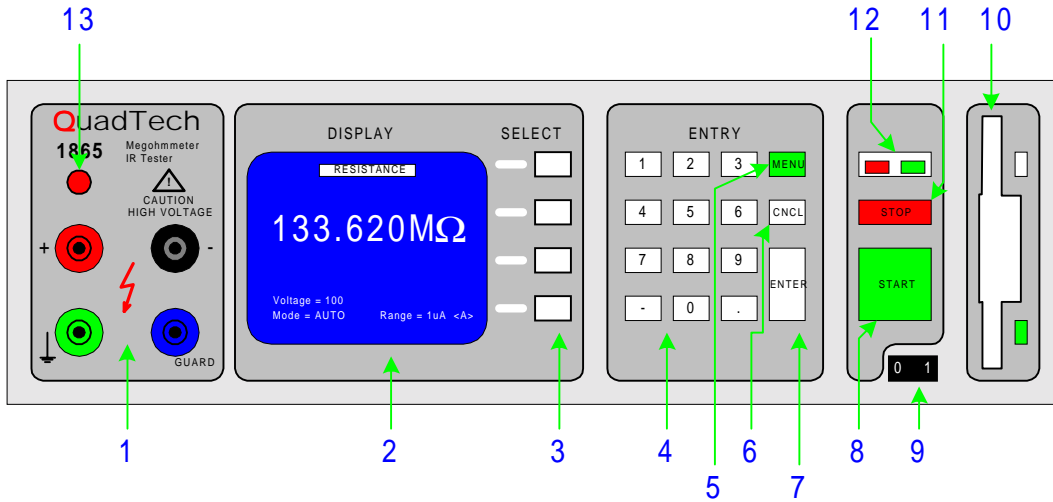 13
12
11
10
QuadTech
1865
Megohmmeter
IR Tester
CAUTION
HIGH VOLTAGE
+
-
GUARD
DISPLAY
SELECT
RESISTANCE
133.620MΩ
Voltage = 100
Mode = AUTO Range = 1uA <A>
ENTRY
1 2 3 MENU
4 5 6 CNCL
7 8 9 ENTER
- 0 .
STOP
START
0 1
1
2
3
4
5
6
7
8
9